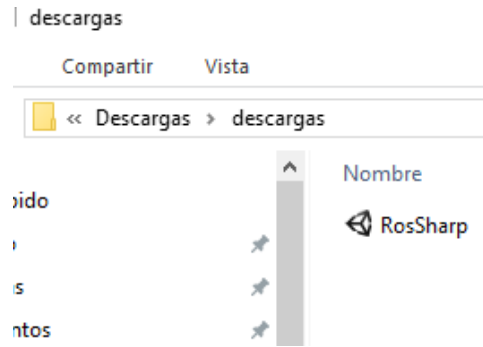 descargas
Compartir Vista
« Descargas › descargas
Nombre
RosSharp